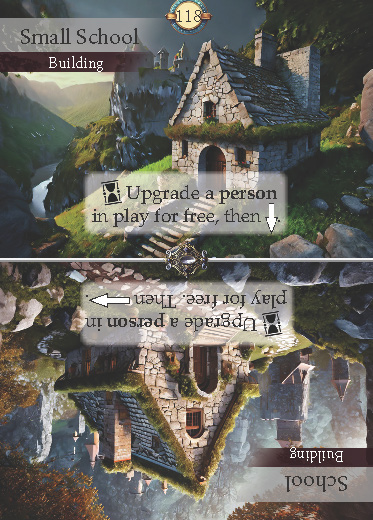 118
Small School
Building
Upgrade a person
in play for free, then
School
Building
Upgrade a person in
play for free. Then